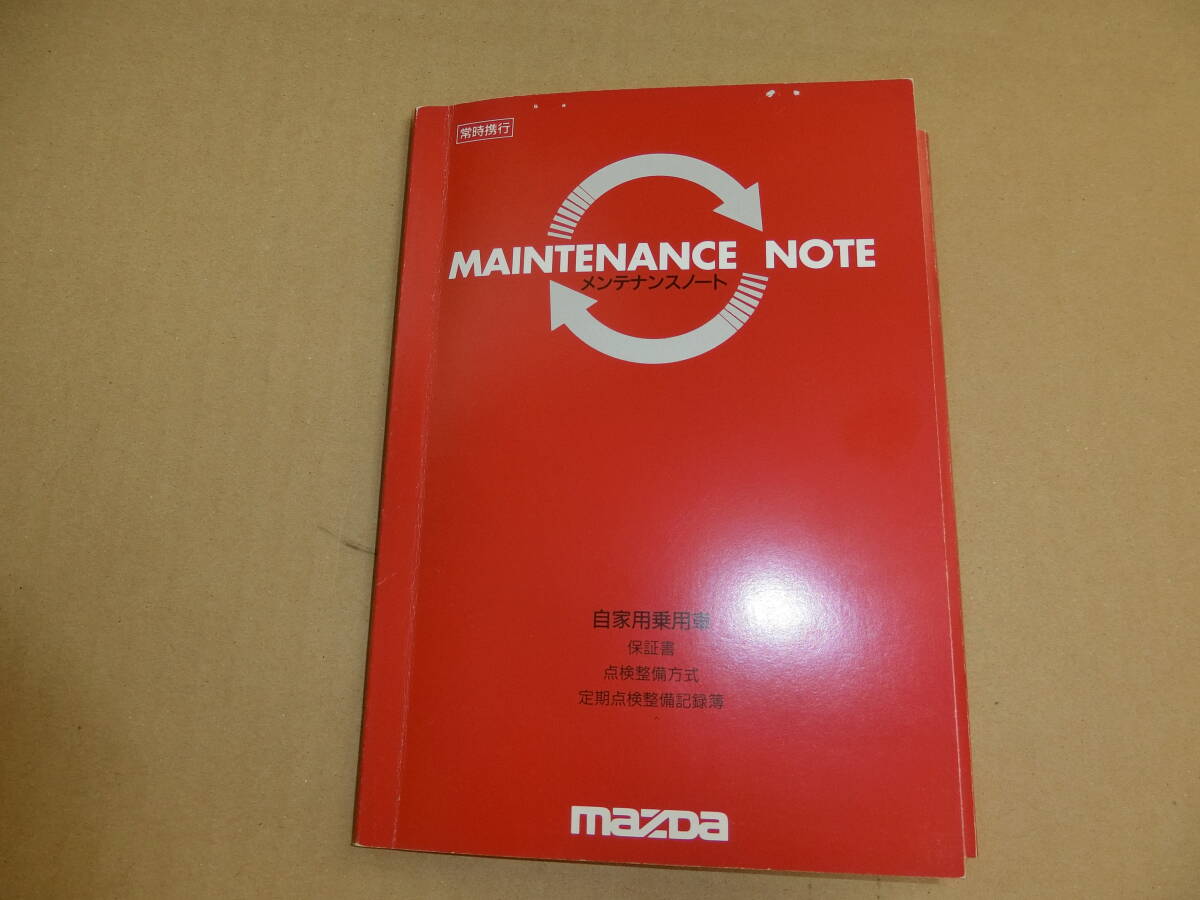 常時携行
MAINTENANCE NOTE
メンテナンスノート
自家用乗用車
保証書
点検整備方式
定期点検整備記録簿
mazda